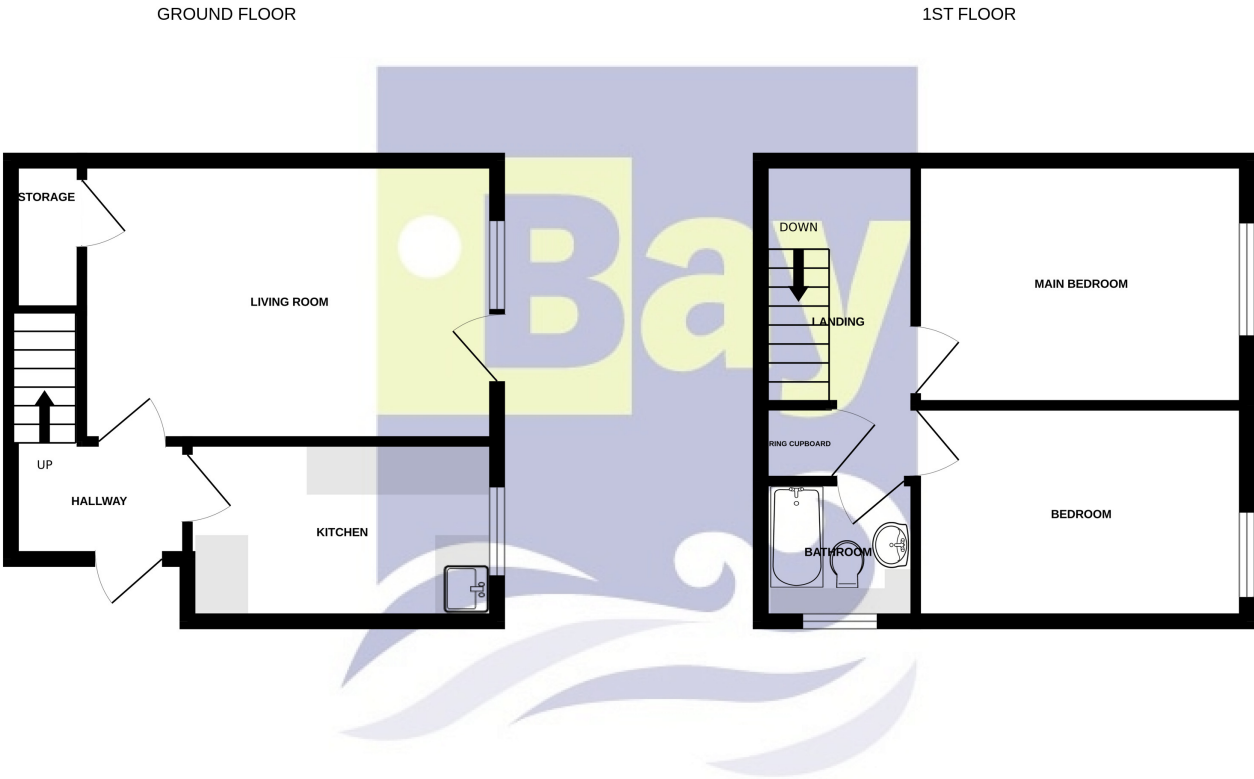 GROUND FLOOR
1ST FLOOR
STORAGE
LIVING ROOM
UP
HALLWAY
KITCHEN
DOWN
LANDING
MAIN BEDROOM
RING CUPBOARD
BEDROOM
BATHROOM
Bay